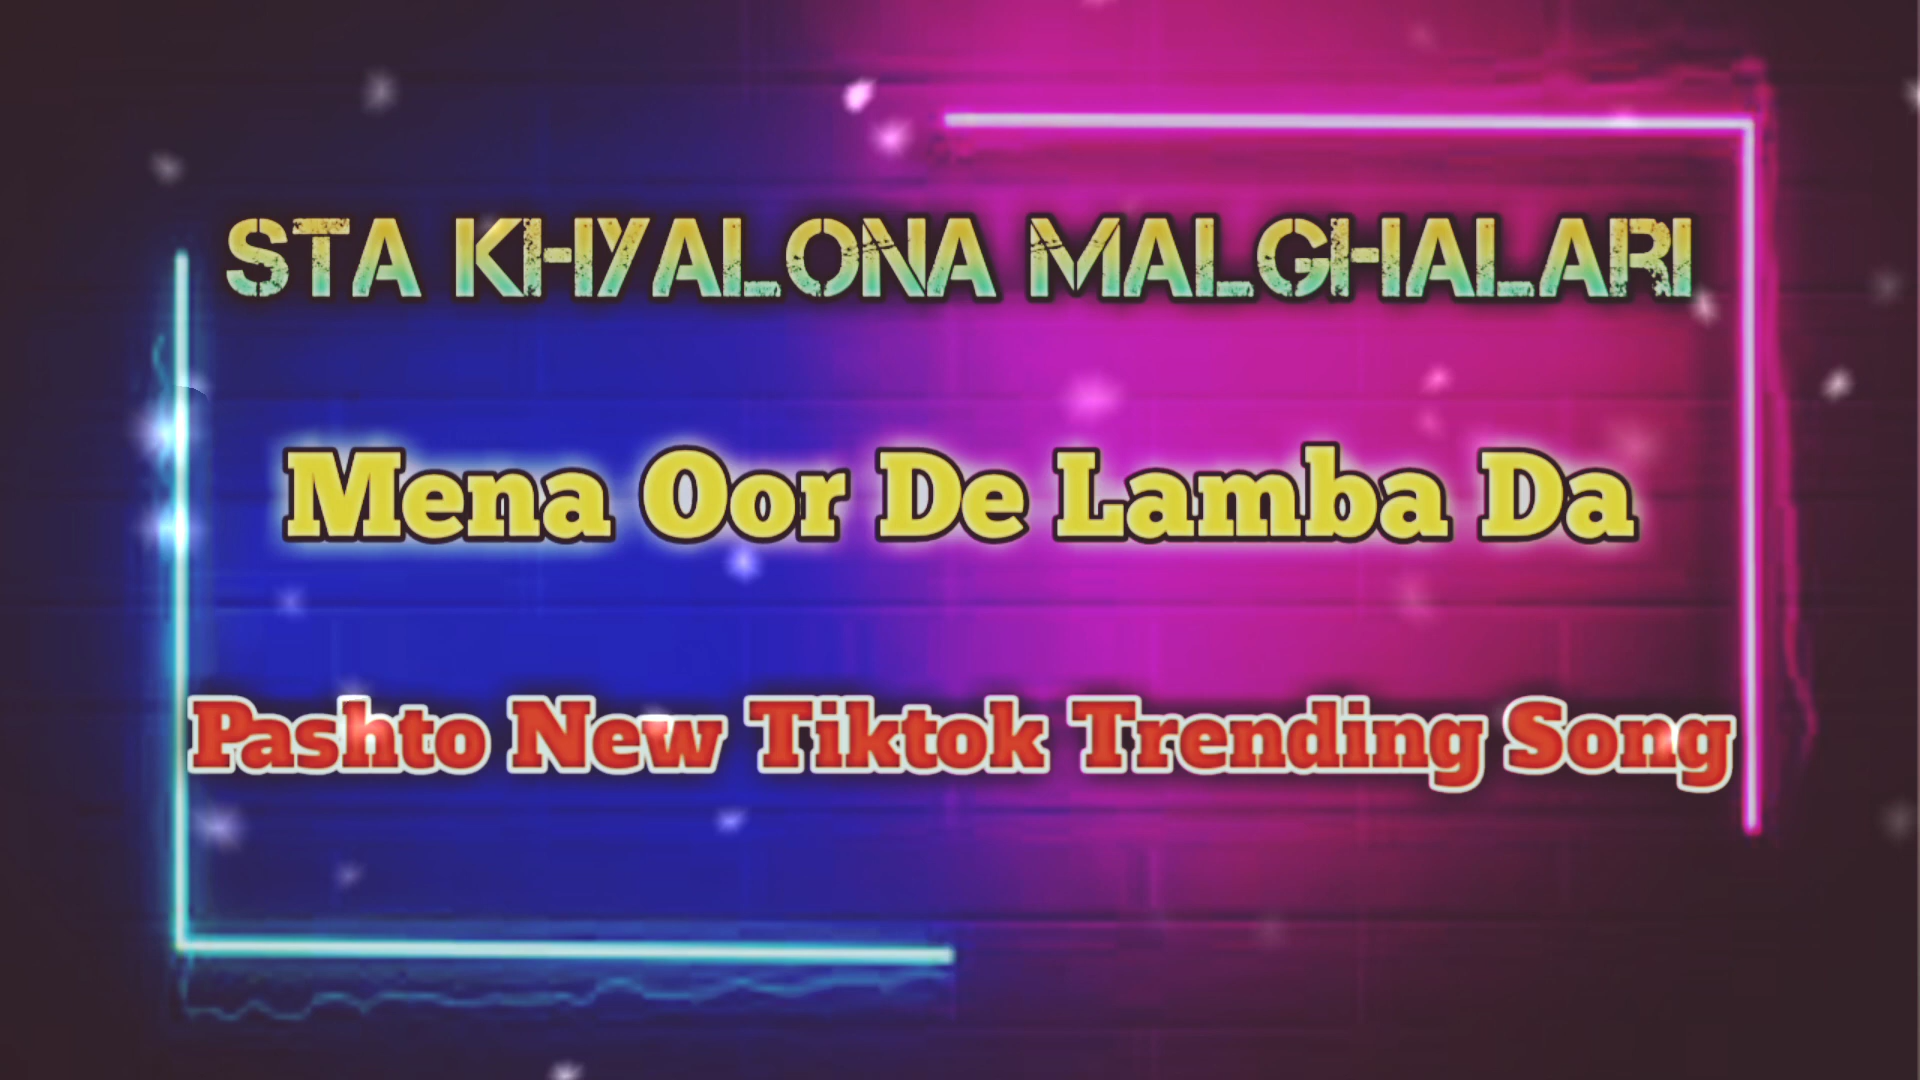 STA KHYALONA MALGHALARI
Mena Oor De Lamba Da
Pashto New Tiktok Trending Song